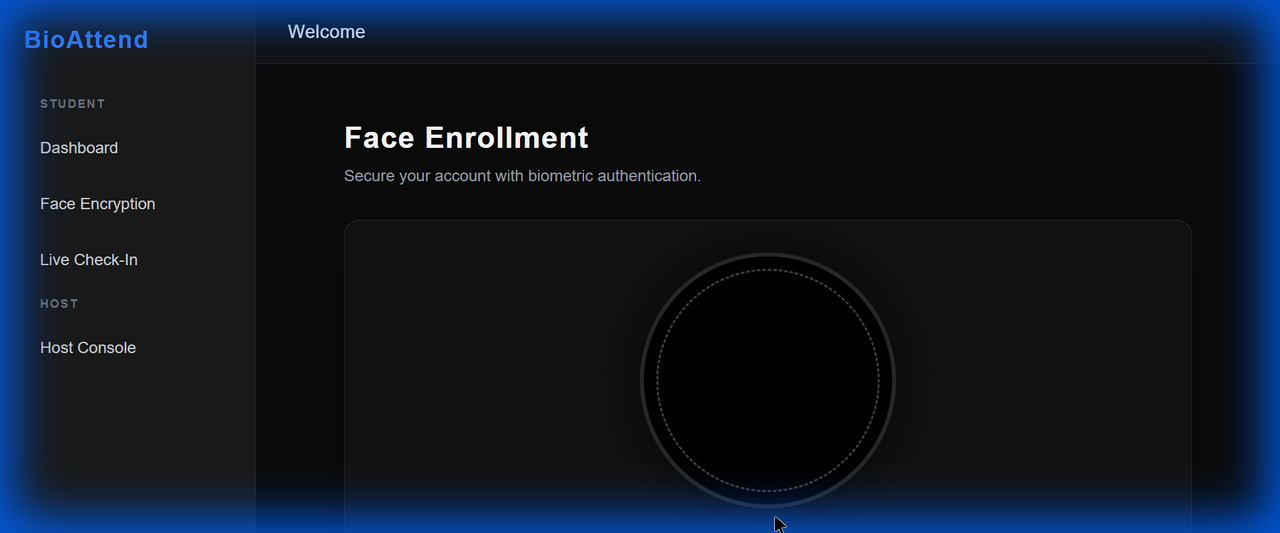 BioAttend
STUDENT
Dashboard
Face Encryption
Live Check-In
HOST
Host Console
Welcome
Face Enrollment
Secure your account with biometric authentication.